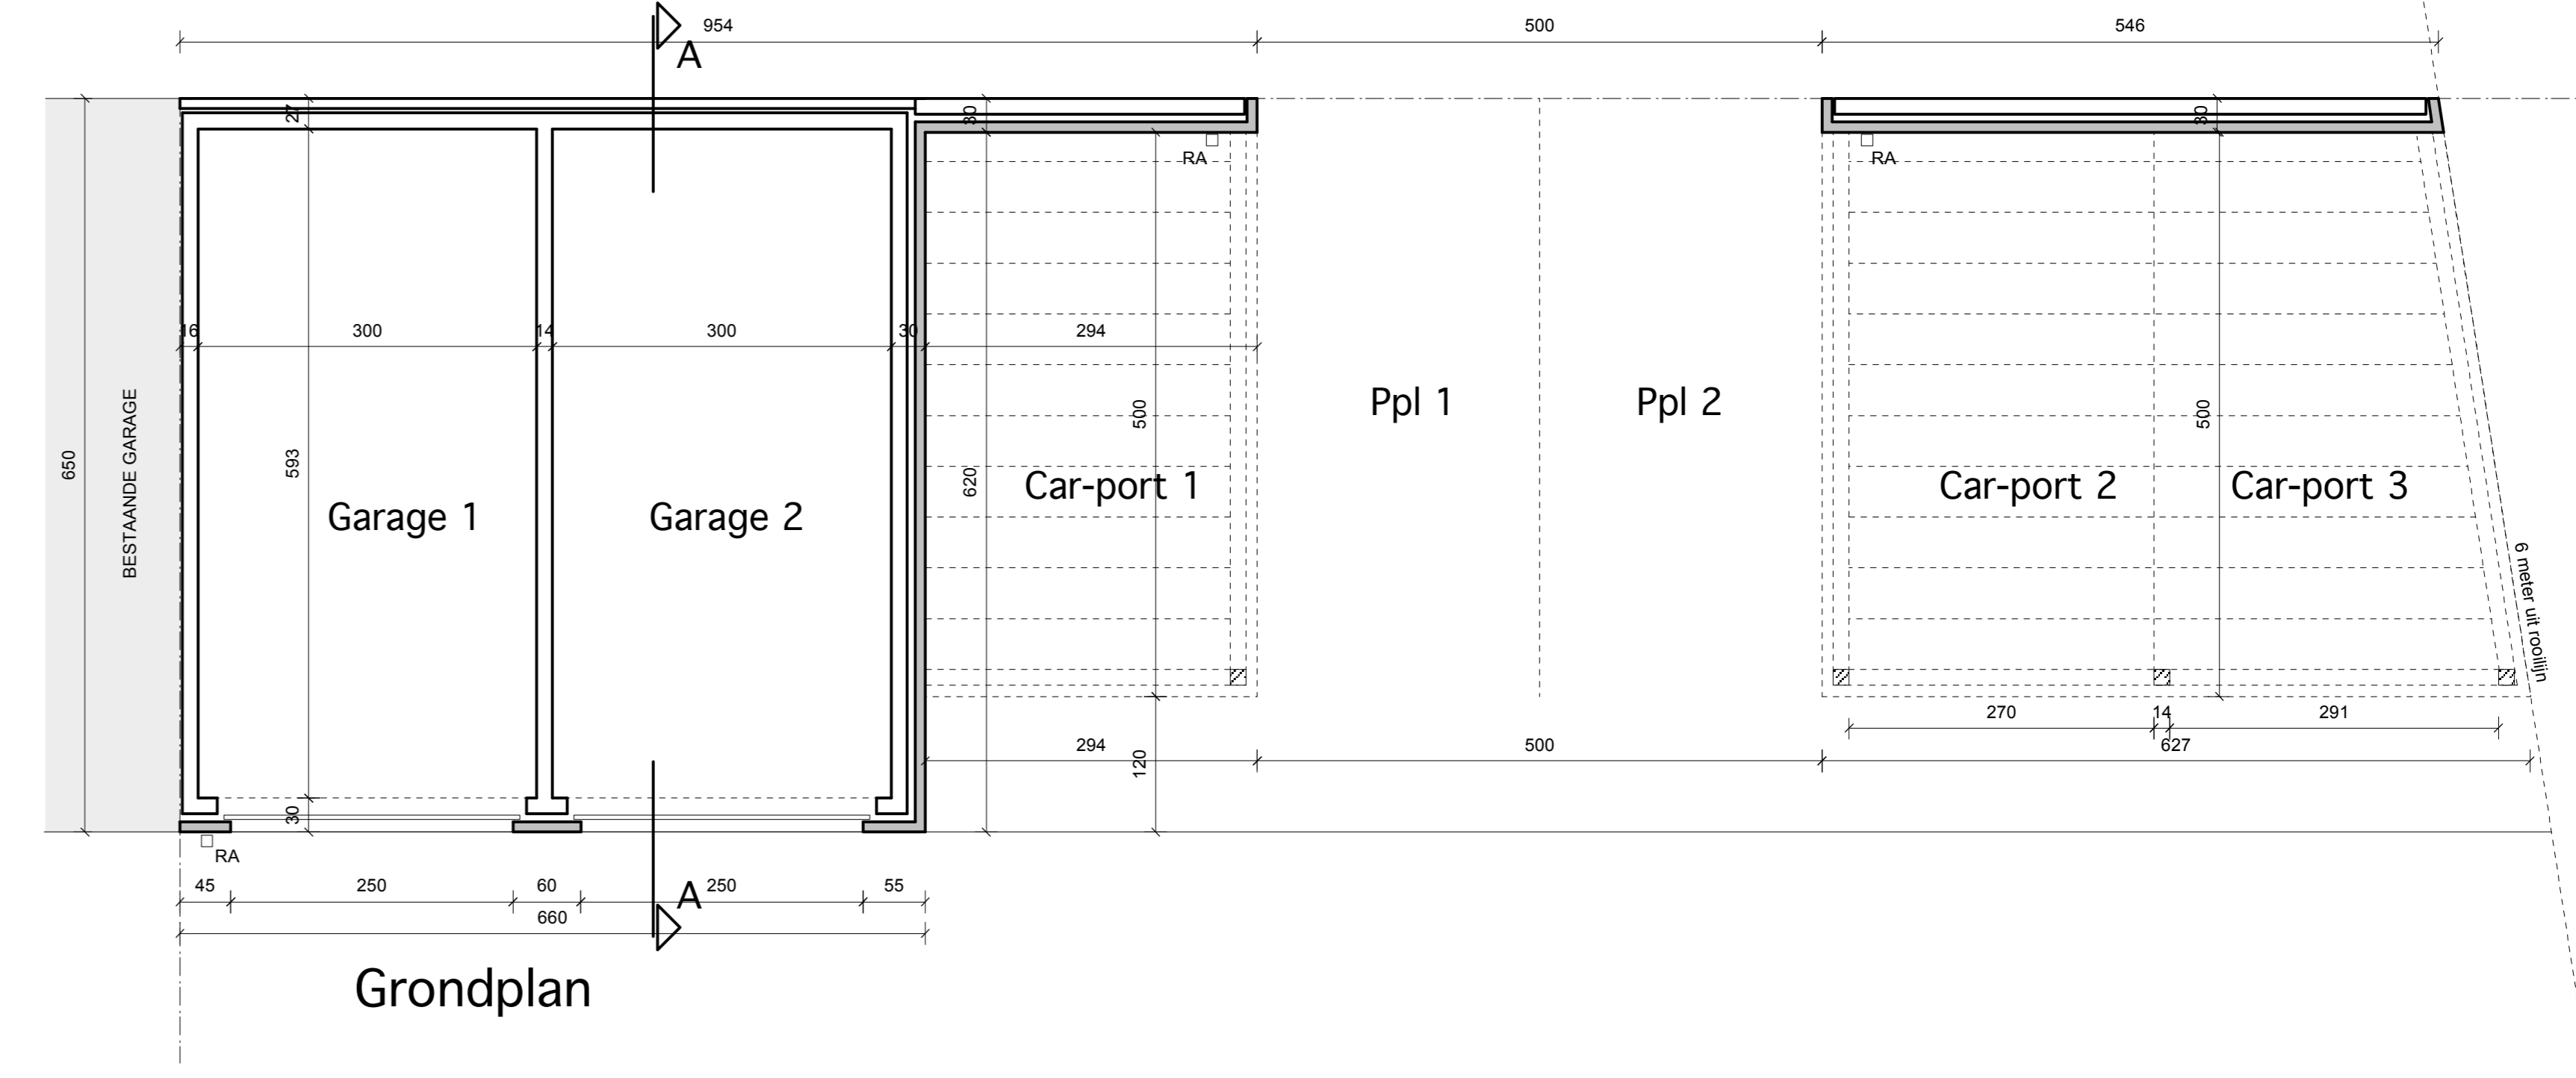 954
500
546
A
27
30
30
RA
RA
16
300
14
300
30
294
Ppl 1
Ppl 2
500
500
650
BESTAANDE GARAGE
593
620
Car-port 1
Car-port 2
Car-port 3
Garage 1
Garage 2
6 meter uit rooilijn
270
14
291
294
500
627
120
30
RA
45
250
60
250
55
A
660
Grondplan